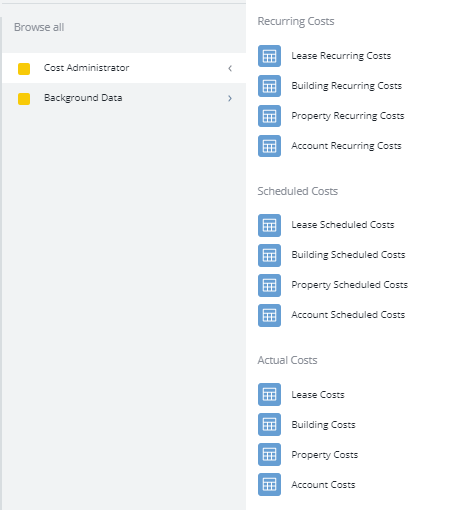 Browse all
Cost Administrator
Background Data
Recurring Costs
Lease Recurring Costs
Building Recurring Costs
Property Recurring Costs
Account Recurring Costs
Scheduled Costs
Lease Scheduled Costs
Building Scheduled Costs
Property Scheduled Costs
Account Scheduled Costs
Actual Costs
Lease Costs
Building Costs
Property Costs
Account Costs